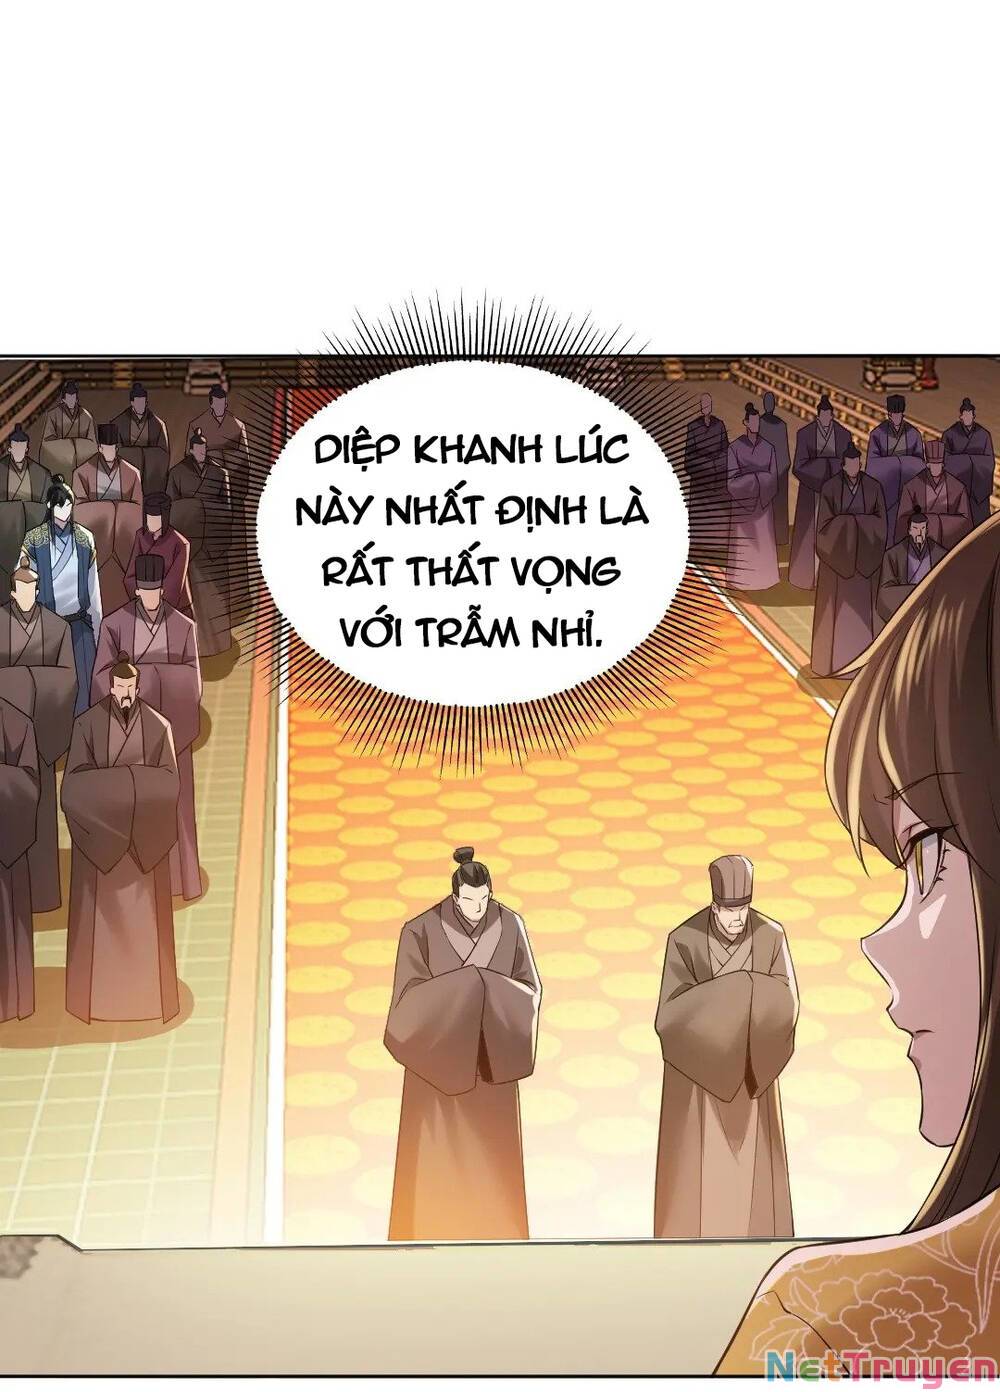 DIỆP KHANH LÚC
NÀY NHẤT ĐỊNH LÀ
RẤT THẤT VỌNG
VỚI TRẪM NHỈ.
NetTruyen